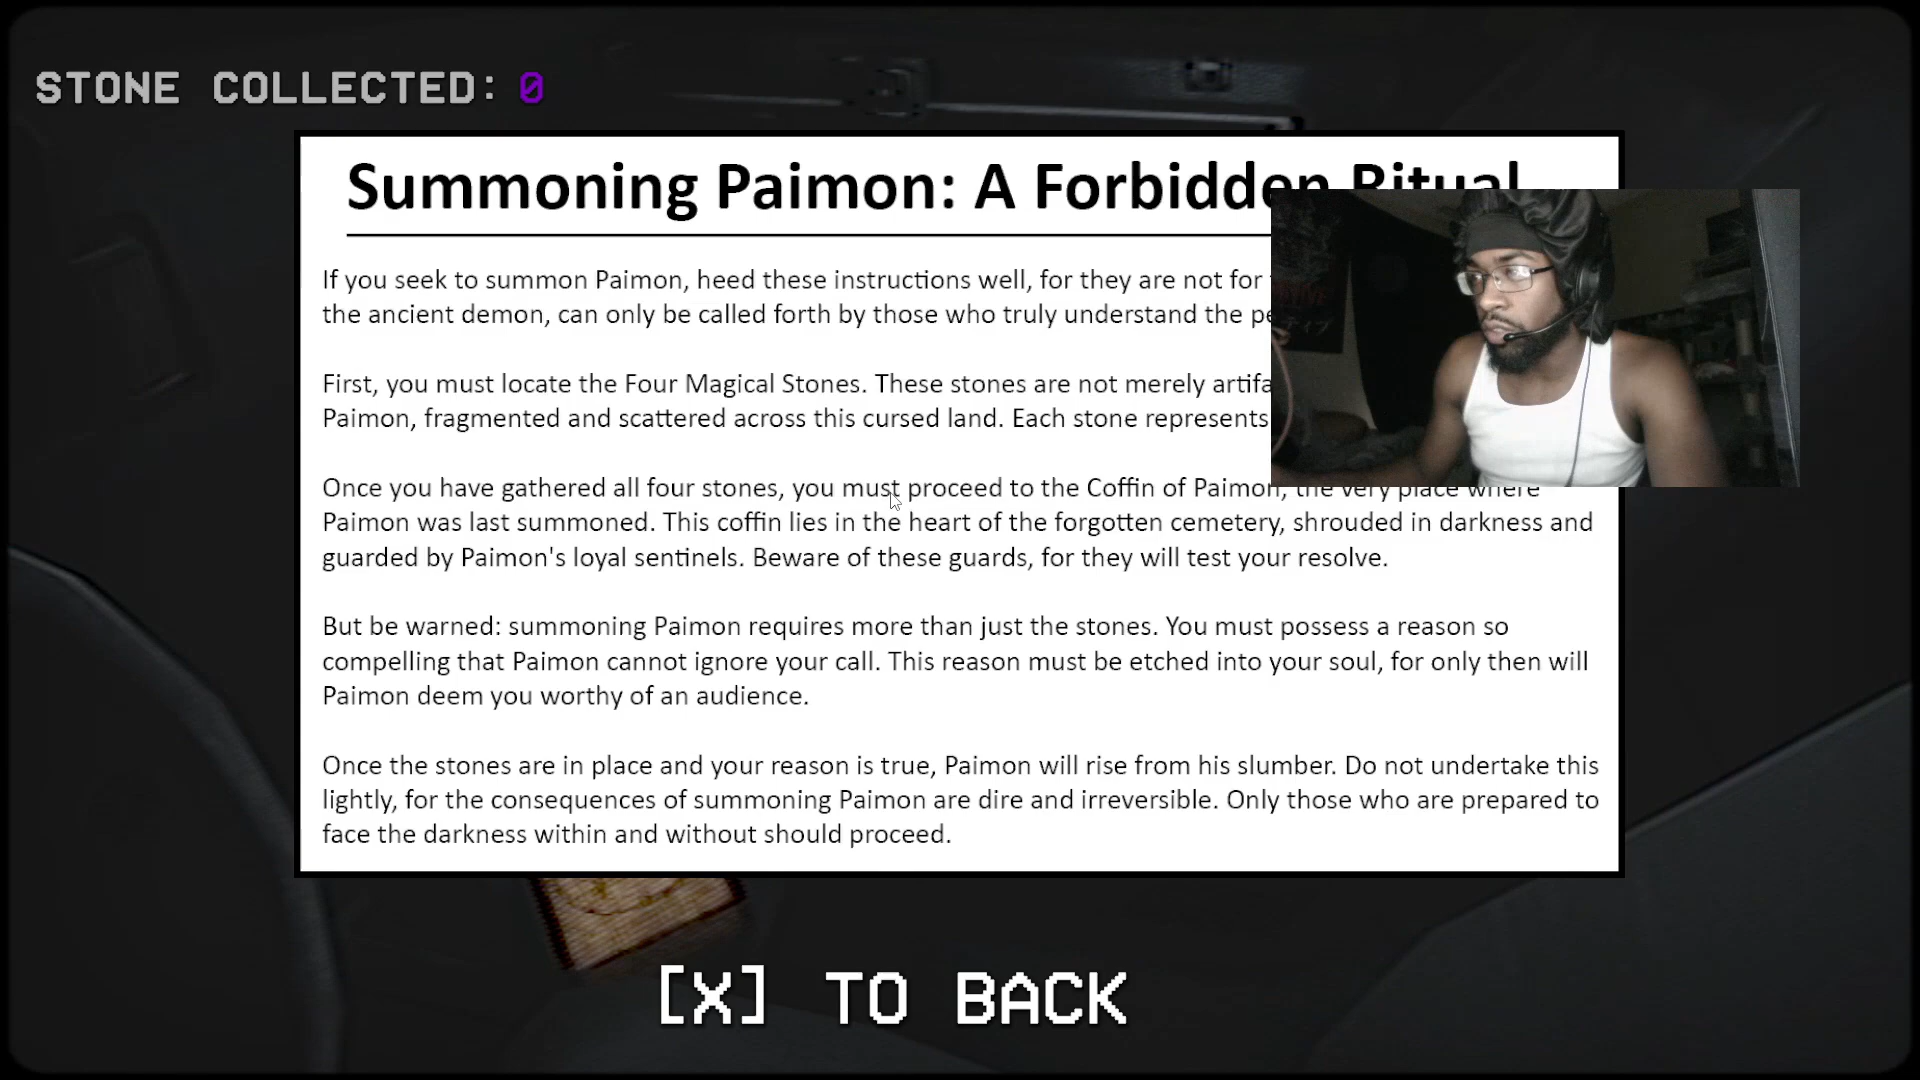 STONE COLLECTED: 0
Summoning Paimon: A Forbidden Ritual
If you seek to summon Paimon, heed these instructions well, for they are not for
the ancient demon, can only be called forth by those who truly understand the
First, you must locate the Four Magical Stones. These stones are not merely
Paimon, fragmented and scattered across this cursed land. Each stone represents
Once you have gathered all four stones, you must proceed to the Coffin of Paimon, the very place where
Paimon was last summoned. This coffin lies in the heart of the forgotten cemetery, shrouded in darkness and
guarded by Paimon's loyal sentinels. Beware of these guards, for they will test your resolve.
But be warned: summoning Paimon requires more than just the stones. You must possess a reason so
compelling that Paimon cannot ignore your call. This reason must be etched into your soul, for only then will
Paimon deem you worthy of an audience.
Once the stones are in place and your reason is true, Paimon will rise from his slumber. Do not undertake this
lightly, for the consequences of summoning Paimon are dire and irreversible. Only those who are prepared to
face the darkness within and without should proceed.
[X] TO BACK